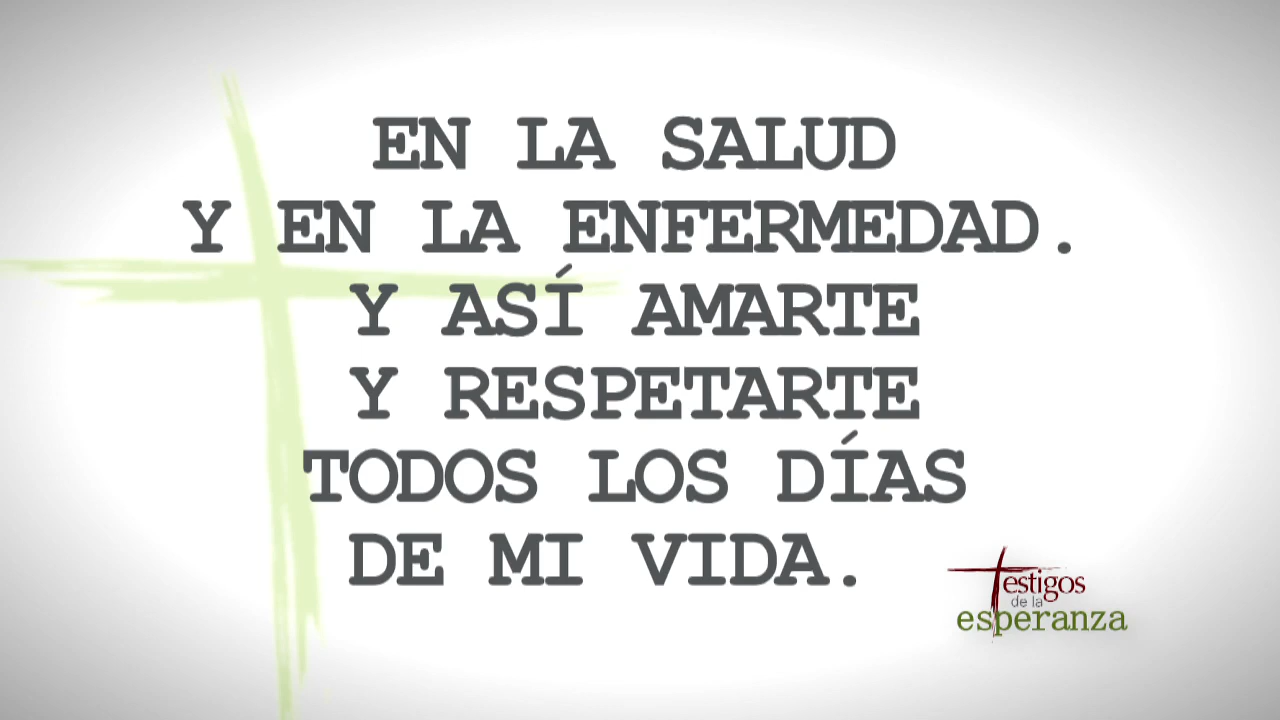 EN LA SALUD
Y EN LA ENFERMEDAD.
Y ASÍ AMARTE
Y RESPETARTE
TODOS LOS DÍAS
DE MI VIDA.
Testigos
de la
esperanza